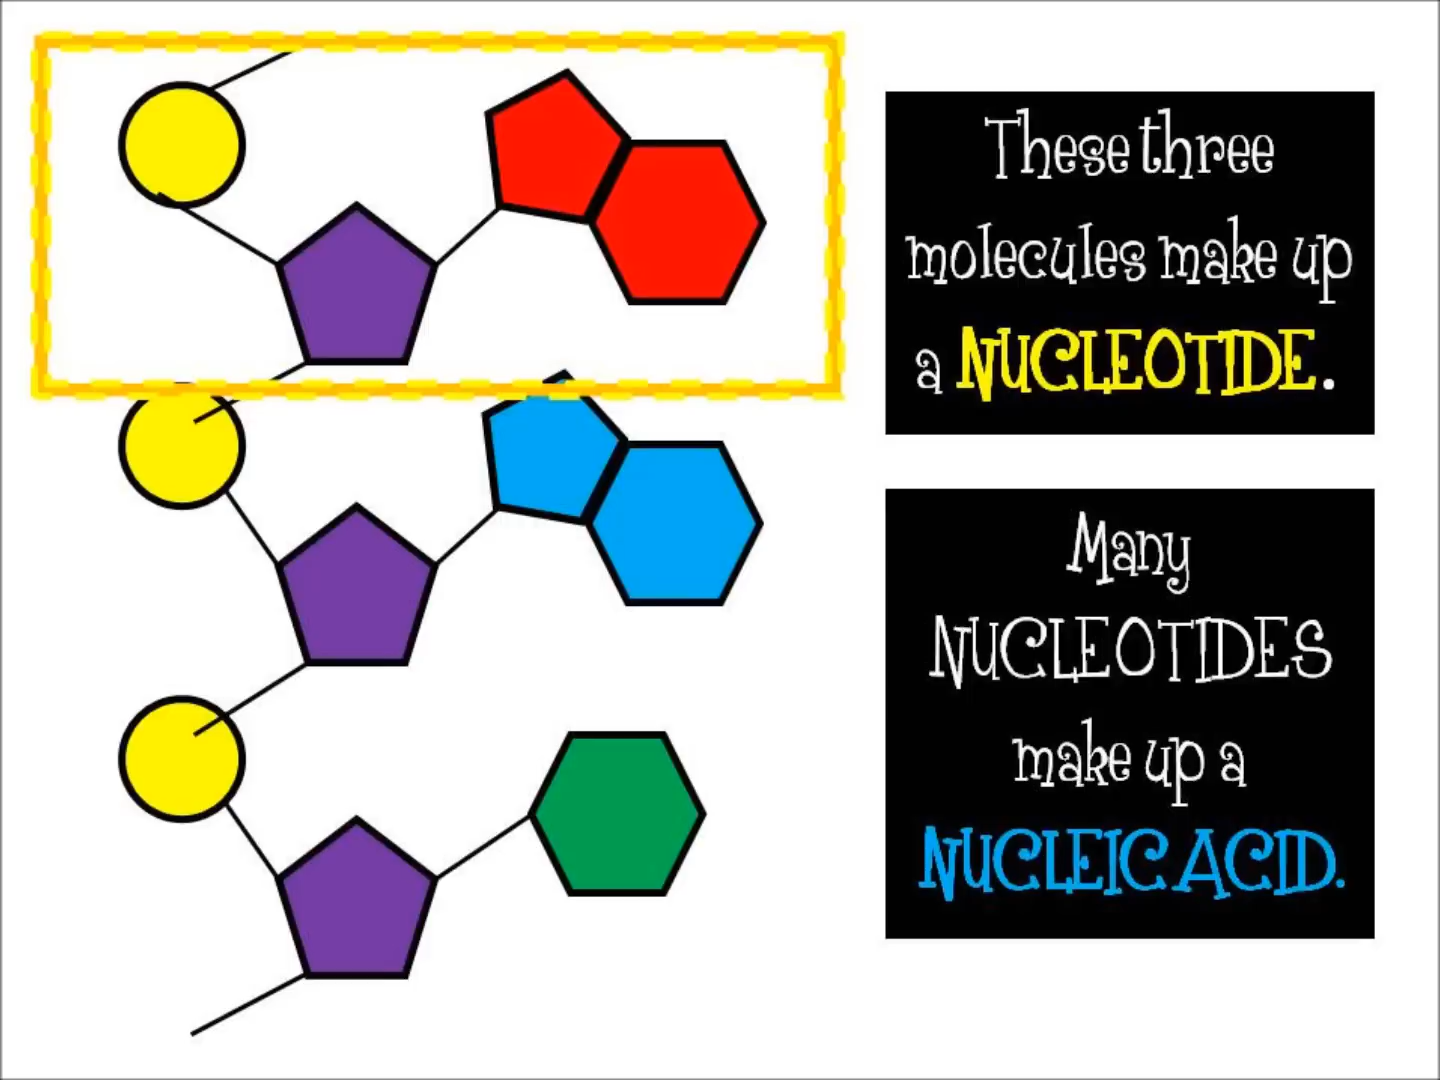 These three
molecules make up
a NUCLEOTIDE.
Many
NUCLEOTIDES
make up a
NUCLEIC ACID.